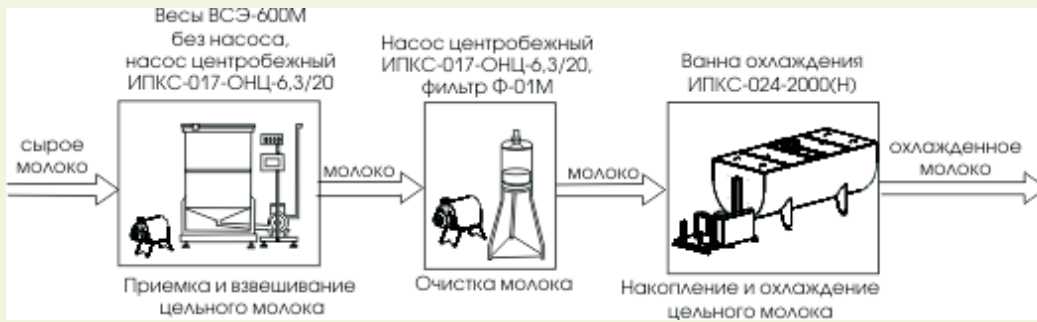 Весы ВСЭ-600М
без насоса,
насос центробежный
ИПКС-017-ОНЦ-6,3/20
Насос центробежный
ИПКС-017-ОНЦ-6,3/20,
фильтр Ф-01М
Ванна охлаждения
ИПКС-024-2000(Н)
сырое
молоко
молоко
молоко
охлажденное
молоко
Приемка и взвешивание
цельного молока
Очистка молока
Накопление и охлаждение
цельного молока